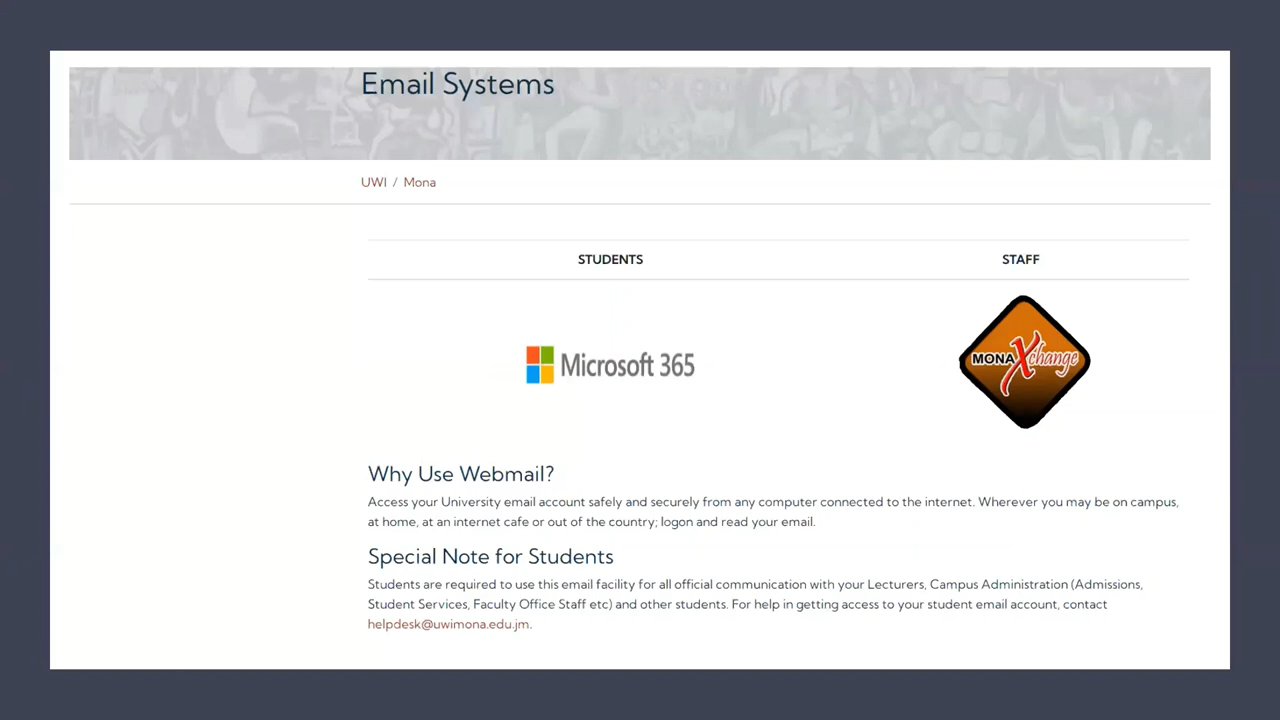 Email Systems
UWI / Mona
STUDENTS
STAFF
Microsoft 365
MONAXchange
Why Use Webmail?
Access your University email account safely and securely from any computer connected to the internet. Wherever you may be on campus,
at home, at an internet cafe or out of the country; logon and read your email.
Special Note for Students
Students are required to use this email facility for all official communication with your Lecturers, Campus Administration (Admissions,
Student Services, Faculty Office Staff etc) and other students. For help in getting access to your student email account, contact
helpdesk@uwimona.edu.jm.